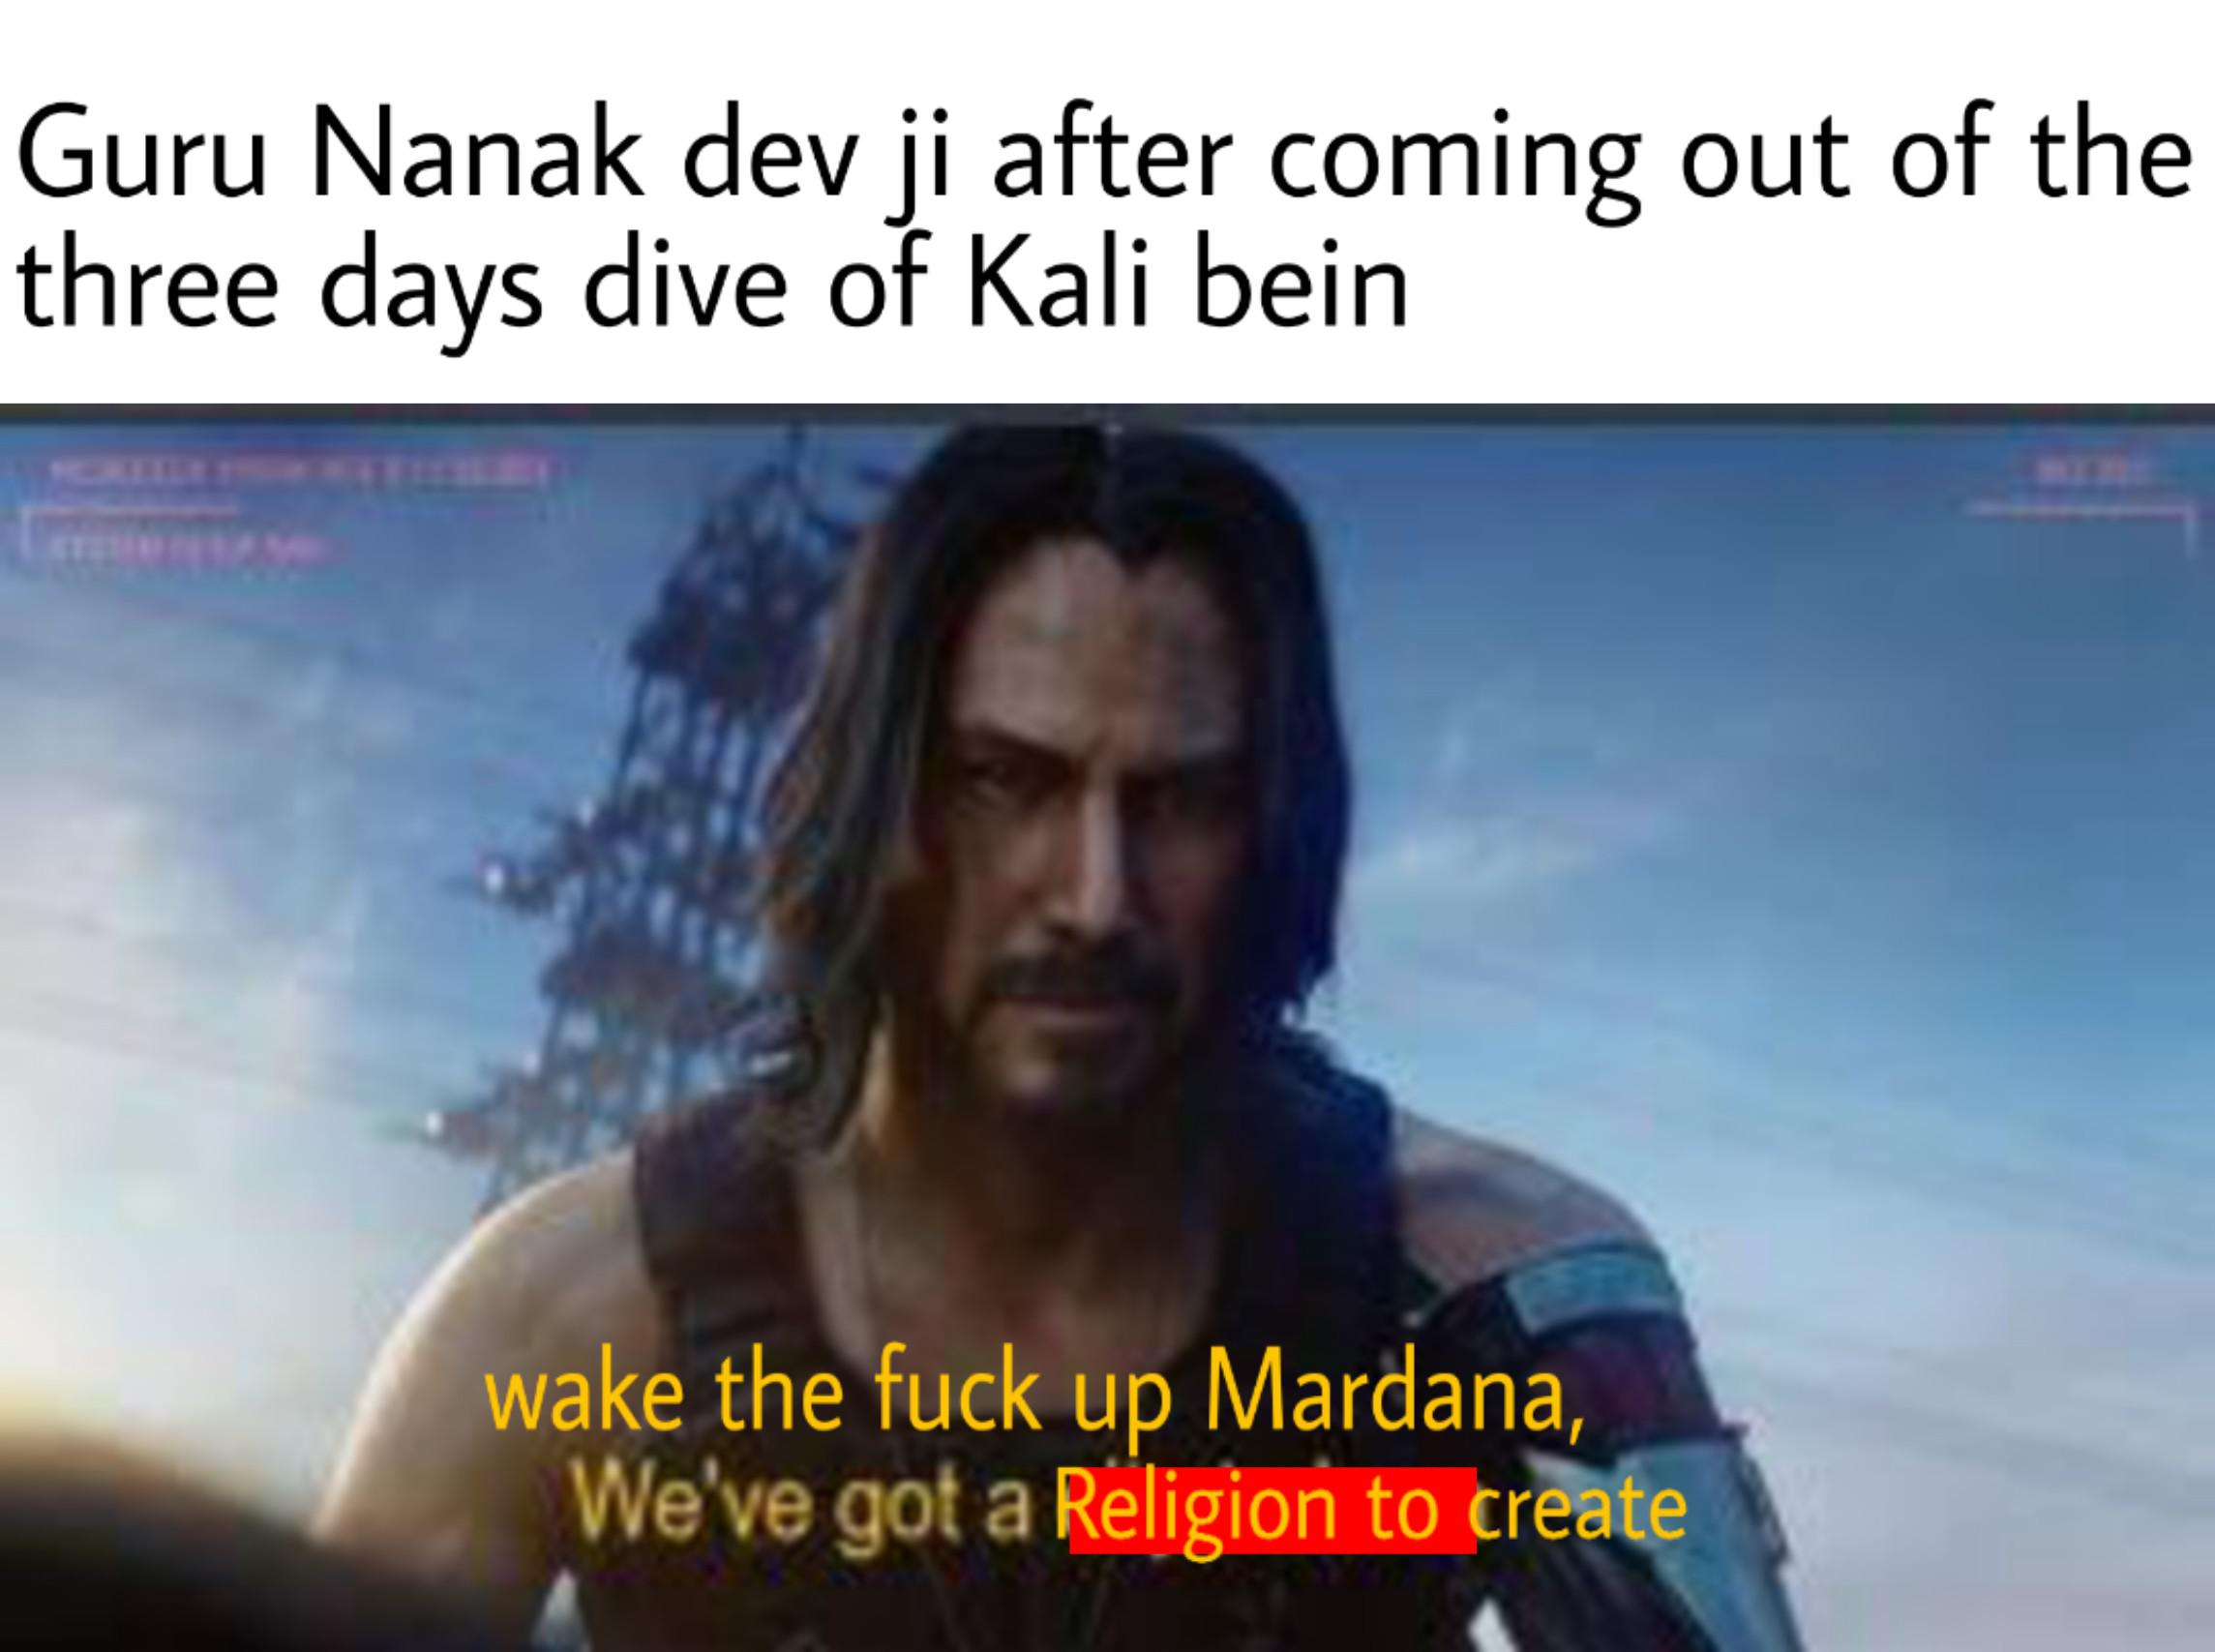 Guru Nanak dev ji after coming out of the
three days dive of Kali bein
wake the fuck up Mardana,
We've got a Religion to create